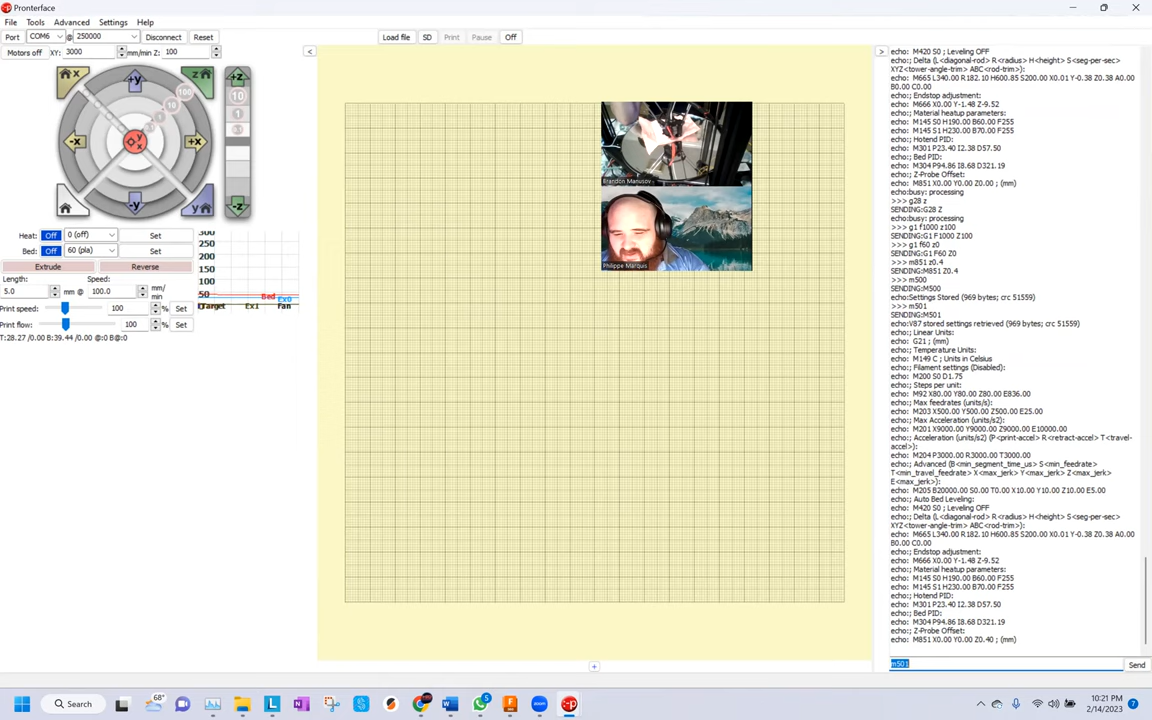 Pronterface
File Tools Advanced Settings Help
Port COM6 @ 250000 Disconnect Reset
Motors off XY: 3000 mm/min Z: 100
Load file SD Print Pause Off
< >
x z +y +z
100
10
1
0.1
10
1
0.1
-x y x +x
-y y -z
Heat: Off 0 (off) Set
Bed: Off 60 (pla) Set
Extrude Reverse
Length: Speed:
5.0 mm @ 100.0 mm/
min
Print speed: 100 % Set
Print flow: 100 % Set
T:28.27 /0.00 B:39.44 /0.00 @:0 B@:0
300
250
200
150
100
50
Bed Ex0
Target Ex1 Fan
Brandon Manusov
Philippe Marquis
+
echo: M420 S0 ; Leveling OFF
echo:; Delta (L<diagonal-rod> R<radius> H<height> S<seg-per-sec>
XYZ<tower-angle-trim> ABC<rod-trim>):
echo: M665 L340.00 R182.10 H600.85 S200.00 X0.01 Y-0.38 Z0.38 A0.00
B0.00 C0.00
echo:; Endstop adjustment:
echo: M666 X0.00 Y-1.48 Z-9.52
echo:; Material heatup parameters:
echo: M145 S0 H190.00 B60.00 F255
echo: M145 S1 H230.00 B70.00 F255
echo:; Hotend PID:
echo: M301 P23.40 I2.38 D57.50
echo:; Bed PID:
echo: M304 P94.86 I8.68 D321.19
echo:; Z-Probe Offset:
echo: M851 X0.00 Y0.00 Z0.00 ; (mm)
echo:busy: processing
>>> g28 z
SENDING:G28 Z
echo:busy: processing
>>> g1 f1000 z100
SENDING:G1 F1000 Z100
>>> g1 f60 z0
SENDING:G1 F60 Z0
>>> m851 z0.4
SENDING:M851 Z0.4
>>> m500
SENDING:M500
echo:Settings Stored (969 bytes; crc 51559)
>>> m501
SENDING:M501
echo:V87 stored settings retrieved (969 bytes; crc 51559)
echo:; Linear Units:
echo: G21 ; (mm)
echo:; Temperature Units:
echo: M149 C ; Units in Celsius
echo:; Filament settings (Disabled):
echo: M200 S0 D1.75
echo:; Steps per unit:
echo: M92 X80.00 Y80.00 Z80.00 E836.00
echo:; Max feedrates (units/s):
echo: M203 X500.00 Y500.00 Z500.00 E25.00
echo:; Max Acceleration (units/s2):
echo: M201 X9000.00 Y9000.00 Z9000.00 E10000.00
echo:; Acceleration (units/s2) (P<print-accel> R<retract-accel> T<travel-
accel>):
echo: M204 P3000.00 R3000.00 T3000.00
echo:; Advanced (B<min_segment_time_us> S<min_feedrate>
T<min_travel_feedrate> X<max_jerk> Y<max_jerk> Z<max_jerk>
E<max_jerk>):
echo: M205 B20000.00 S0.00 T0.00 X10.00 Y10.00 Z10.00 E5.00
echo:; Auto Bed Leveling:
echo: M420 S0 ; Leveling OFF
echo:; Delta (L<diagonal-rod> R<radius> H<height> S<seg-per-sec>
XYZ<tower-angle-trim> ABC<rod-trim>):
echo: M665 L340.00 R182.10 H600.85 S200.00 X0.01 Y-0.38 Z0.38 A0.00
B0.00 C0.00
echo:; Endstop adjustment:
echo: M666 X0.00 Y-1.48 Z-9.52
echo:; Material heatup parameters:
echo: M145 S0 H190.00 B60.00 F255
echo: M145 S1 H230.00 B70.00 F255
echo:; Hotend PID:
echo: M301 P23.40 I2.38 D57.50
echo:; Bed PID:
echo: M304 P94.86 I8.68 D321.19
echo:; Z-Probe Offset:
echo: M851 X0.00 Y0.00 Z0.40 ; (mm)
m501 Send
68°
Search
5
10:21 PM
2/14/2023
7